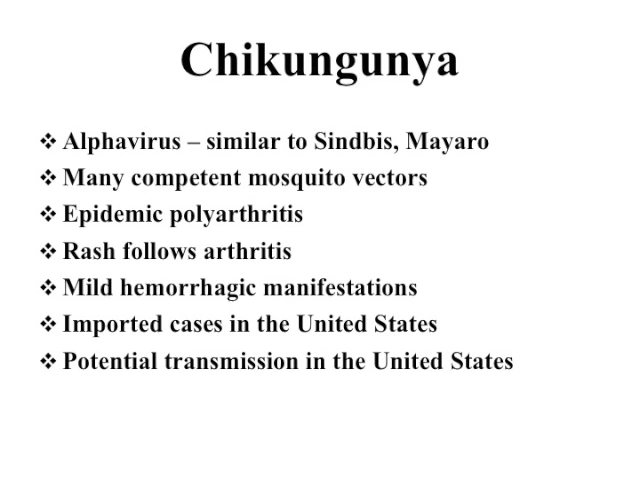 Chikungunya
❖ Alphavirus – similar to Sindbis, Mayaro
❖ Many competent mosquito vectors
❖ Epidemic polyarthritis
❖ Rash follows arthritis
❖ Mild hemorrhagic manifestations
❖ Imported cases in the United States
❖ Potential transmission in the United States